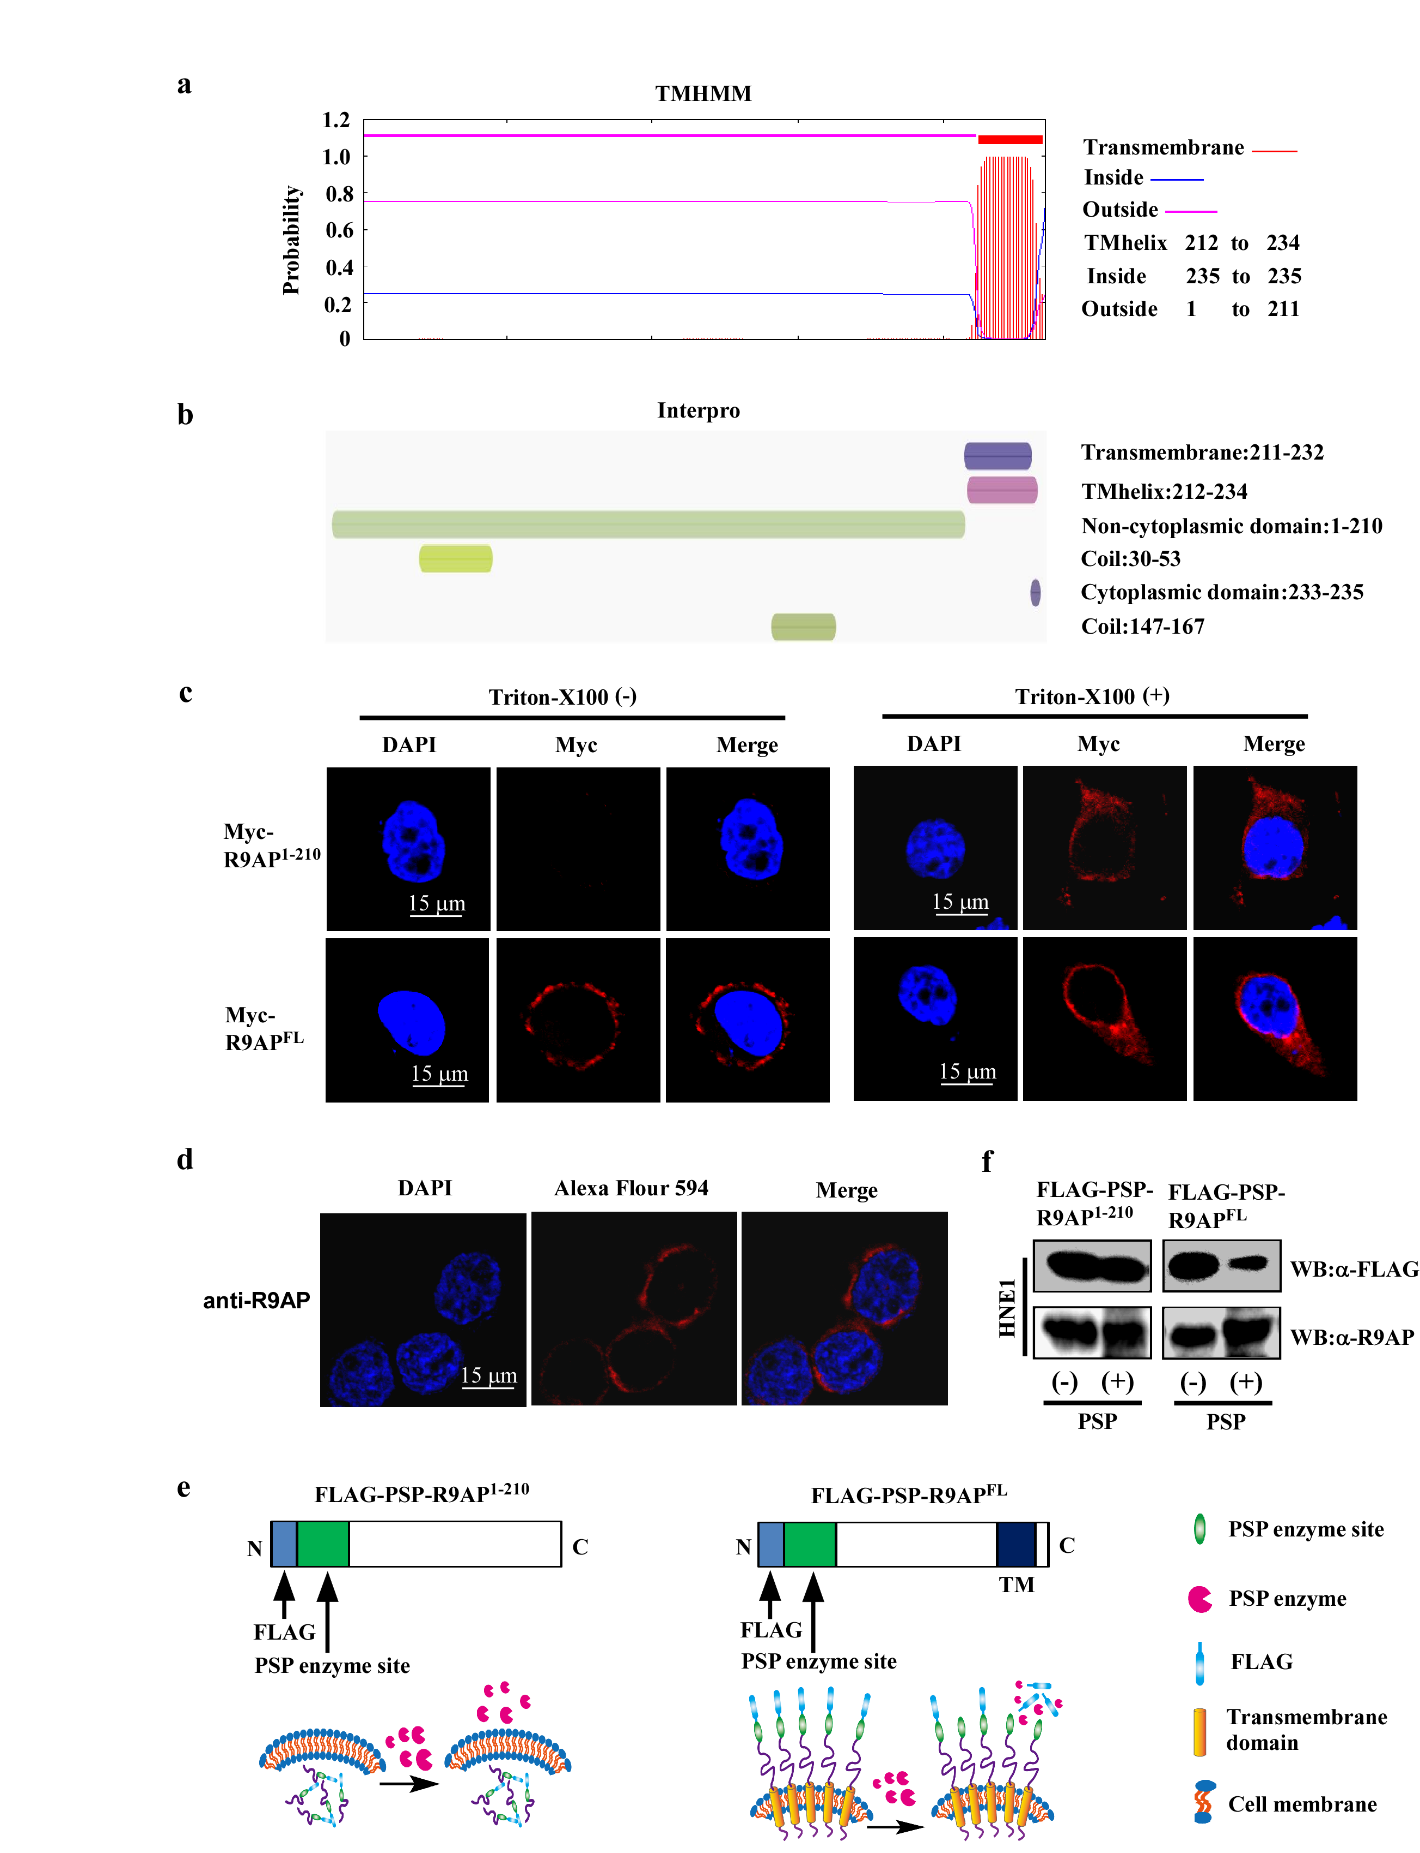 a
TMHMM
1.2
1.0
0.8
0.6
0.4
0.2
0
Probability
Transmembrane
Inside
Outside
TMhelix 212 to 234
Inside 235 to 235
Outside 1 to 211
b
Interpro
Transmembrane:211-232
TMhelix:212-234
Non-cytoplasmic domain:1-210
Coil:30-53
Cytoplasmic domain:233-235
Coil:147-167
c
Triton-X100 (-)
Triton-X100 (+)
DAPI Myc Merge
DAPI Myc Merge
Myc-
R9AP1-210
15 μm
15 μm
Myc-
R9APFL
15 μm
15 μm
d
DAPI Alexa Flour 594 Merge
anti-R9AP
15 μm
f
FLAG-PSP-
R9AP1-210
FLAG-PSP-
R9APFL
HNE1
WB:α-FLAG
WB:α-R9AP
(-) (+) (-) (+)
PSP PSP
e
FLAG-PSP-R9AP1-210
N C
FLAG
PSP enzyme site
FLAG-PSP-R9APFL
N C
TM
FLAG
PSP enzyme site
PSP enzyme site
PSP enzyme
FLAG
Transmembrane
domain
Cell membrane